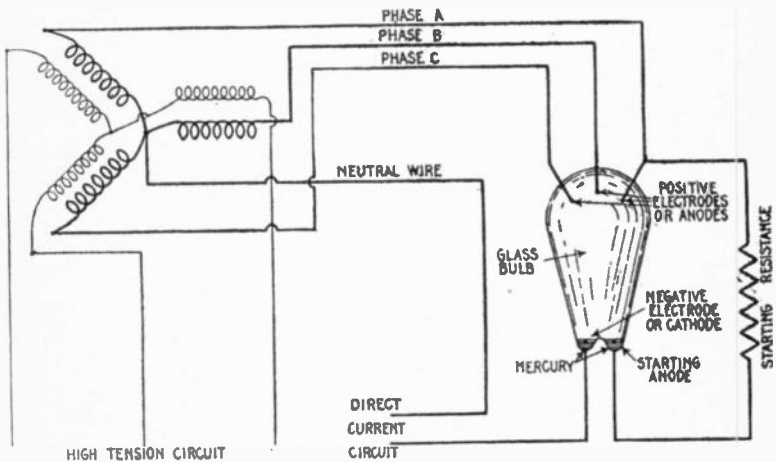 PHASE A
PHASE B
PHASE C
NEUTRAL WIRE
POSITIVE
ELECTRODES
OR ANODES
GLASS
BULB
NEGATIVE
ELECTRODE
OR CATHODE
MERCURY
STARTING
ANODE
STARTING RESISTANCE
DIRECT
CURRENT
CIRCUIT
HIGH TENSION CIRCUIT